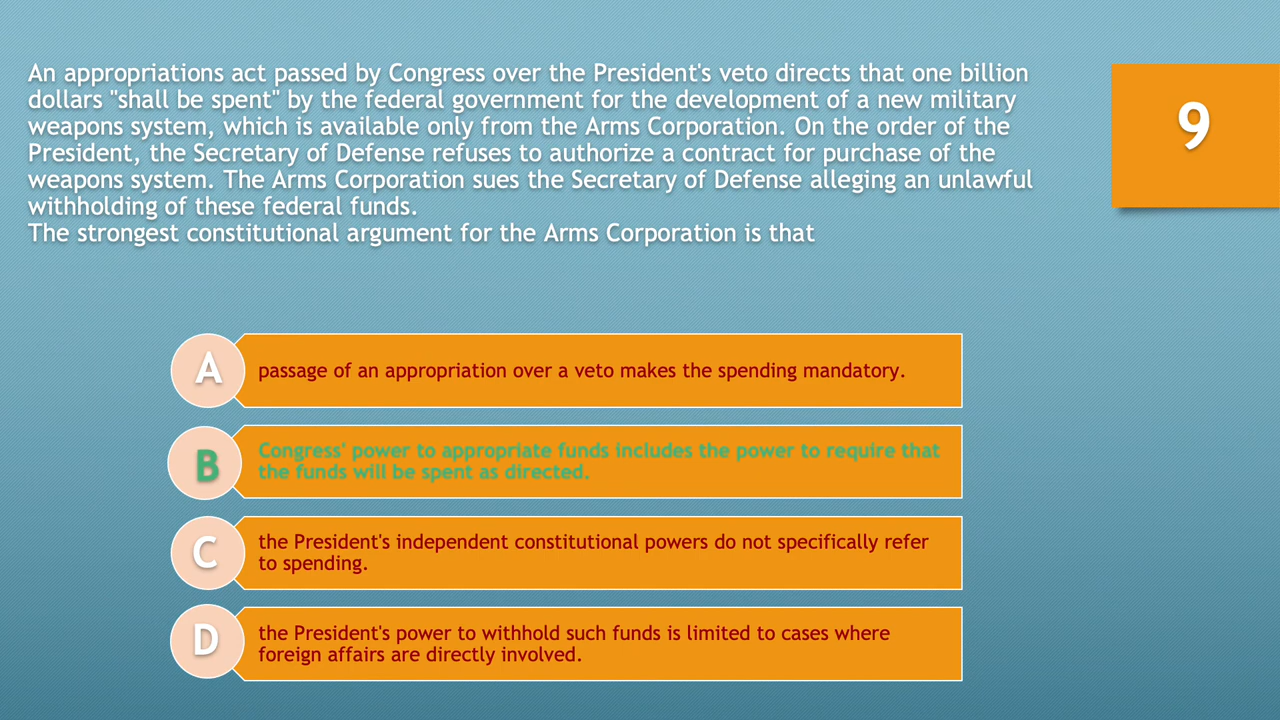 An appropriations act passed by Congress over the President's veto directs that one billion
dollars "shall be spent" by the federal government for the development of a new military
weapons system, which is available only from the Arms Corporation. On the order of the
President, the Secretary of Defense refuses to authorize a contract for purchase of the
weapons system. The Arms Corporation sues the Secretary of Defense alleging an unlawful
withholding of these federal funds.
The strongest constitutional argument for the Arms Corporation is that
9
A
passage of an appropriation over a veto makes the spending mandatory.
B
Congress' power to appropriate funds includes the power to require that
the funds will be spent as directed.
C
the President's independent constitutional powers do not specifically refer
to spending.
D
the President's power to withhold such funds is limited to cases where
foreign affairs are directly involved.